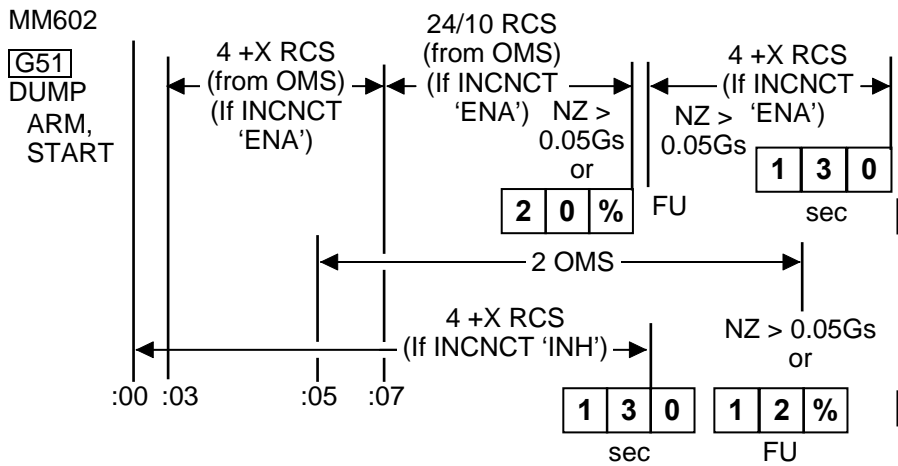 MM602
G51
DUMP
ARM,
START
4 +X RCS
(from OMS)
(If INCNCT
‘ENA’)
24/10 RCS
(from OMS)
(If INCNCT
‘ENA’)
NZ >
0.05Gs
or
2 0 %
FU
4 +X RCS
(If INCNCT
‘ENA’)
NZ >
0.05Gs
1 3 0
sec
2 OMS
4 +X RCS
(If INCNCT ‘INH’)
NZ > 0.05Gs
or
:00 :03 :05 :07
1 3 0
sec
1 2 %
FU